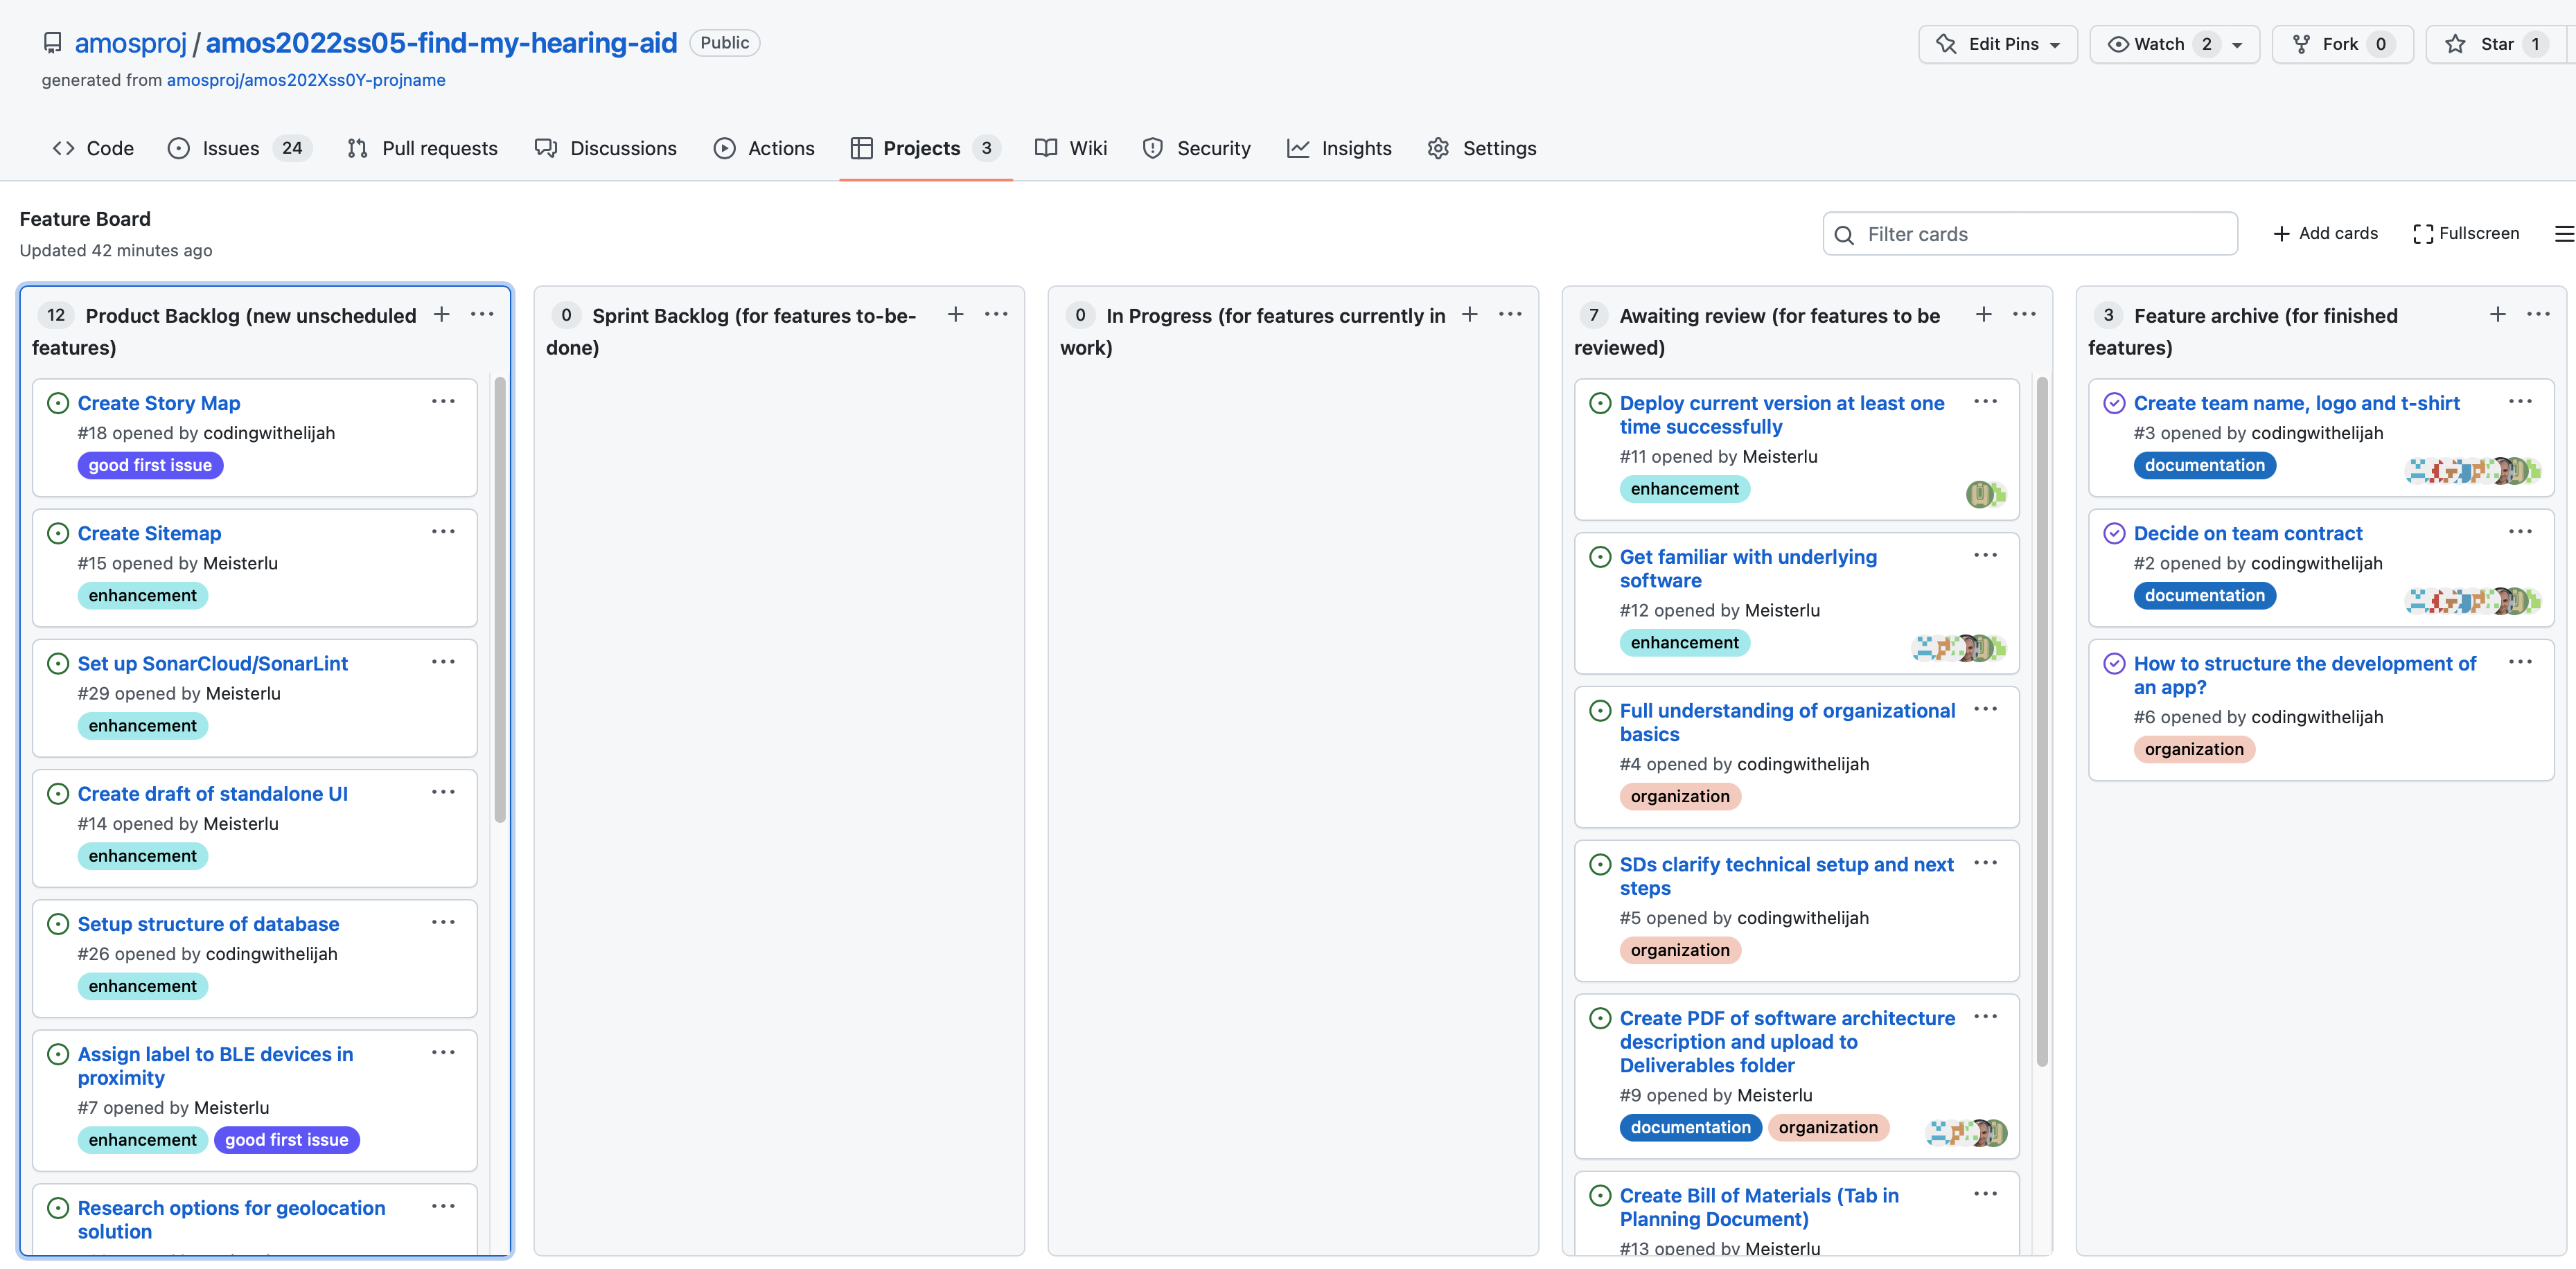 amosproj / amos2022ss05-find-my-hearing-aid Public
Edit Pins Watch 2 Fork 0 Star 1
generated from amosproj/amos202Xss0Y-projname
Code Issues 24 Pull requests Discussions Actions Projects 3 Wiki Security Insights Settings
Feature Board
Updated 42 minutes ago
Filter cards
+ Add cards
Fullscreen
12 Product Backlog (new unscheduled
features)
Create Story Map
#18 opened by codingwithelijah
good first issue
Create Sitemap
#15 opened by Meisterlu
enhancement
Set up SonarCloud/SonarLint
#29 opened by Meisterlu
enhancement
Create draft of standalone UI
#14 opened by Meisterlu
enhancement
Setup structure of database
#26 opened by codingwithelijah
enhancement
Assign label to BLE devices in
proximity
#7 opened by Meisterlu
enhancement good first issue
Research options for geolocation
solution
0 Sprint Backlog (for features to-be-
done)
0 In Progress (for features currently in
work)
7 Awaiting review (for features to be
reviewed)
Deploy current version at least one
time successfully
#11 opened by Meisterlu
enhancement
Get familiar with underlying
software
#12 opened by Meisterlu
enhancement
Full understanding of organizational
basics
#4 opened by codingwithelijah
organization
SDs clarify technical setup and next
steps
#5 opened by codingwithelijah
organization
Create PDF of software architecture
description and upload to
Deliverables folder
#9 opened by Meisterlu
documentation organization
Create Bill of Materials (Tab in
Planning Document)
#13 opened by Meisterlu
3 Feature archive (for finished
features)
Create team name, logo and t-shirt
#3 opened by codingwithelijah
documentation
Decide on team contract
#2 opened by codingwithelijah
documentation
How to structure the development of
an app?
#6 opened by codingwithelijah
organization